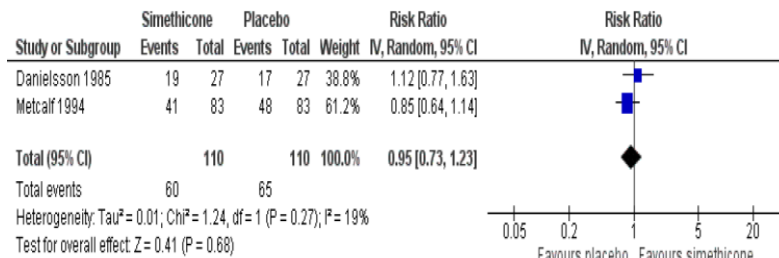 Simethicone Placebo Risk Ratio Risk Ratio
Study or Subgroup Events Total Events Total Weight IV, Random, 95% CI IV, Random, 95% CI
Danielsson 1985 19 27 17 27 38.8% 1.12 [0.77, 1.63]
Metcalf 1994 41 83 48 83 61.2% 0.85 [0.64, 1.14]
Total (95% CI) 110 110 100.0% 0.95 [0.73, 1.23]
Total events 60 65
Heterogeneity: Tau² = 0.01; Chi² = 1.24, df = 1 (P = 0.27); I² = 19%
Test for overall effect: Z = 0.41 (P = 0.68)
0.05 0.2 1 5 20
Favours placebo Favours simethicone